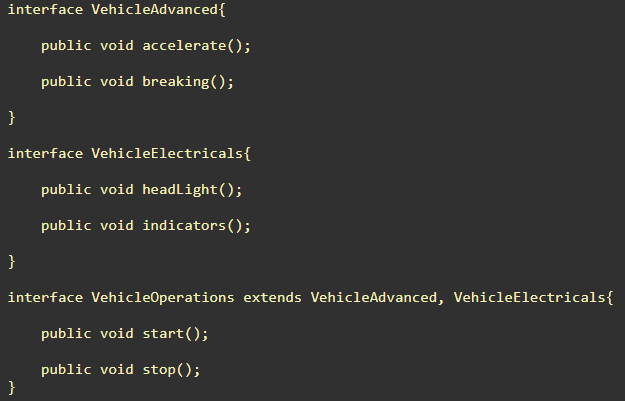 interface VehicleAdvanced{
public void accelerate();
public void breaking();
}
interface VehicleElectricals{
public void headLight();
public void indicators();
}
interface VehicleOperations extends VehicleAdvanced, VehicleElectricals{
public void start();
public void stop();
}